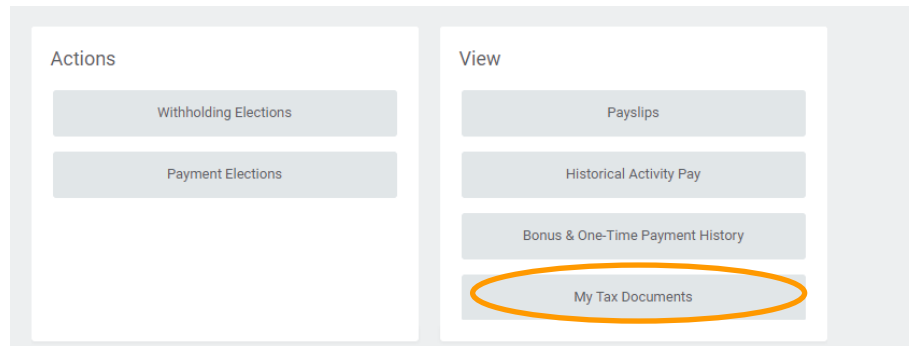 Actions
Withholding Elections
Payment Elections
View
Payslips
Historical Activity Pay
Bonus & One-Time Payment History
My Tax Documents